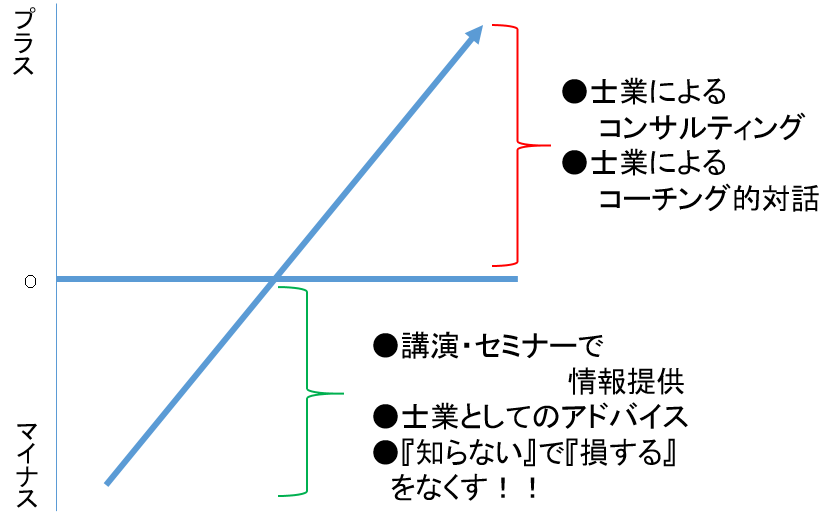 プラス
●士業による
コンサルティング
●士業による
コーチング的対話
０
●講演・セミナーで
情報提供
●士業としてのアドバイス
●『知らない』で『損する』
をなくす！！
マイナス